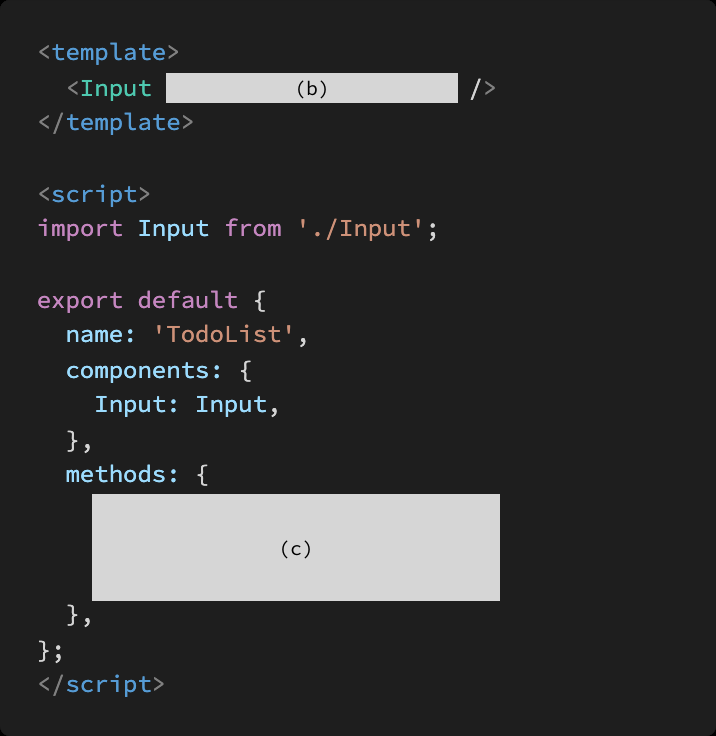 <template>
  <Input (b) />
</template>

<script>
import Input from './Input';

export default {
  name: 'TodoList',
  components: {
    Input: Input,
  },
  methods: {
    (c)
  },
};
</script>